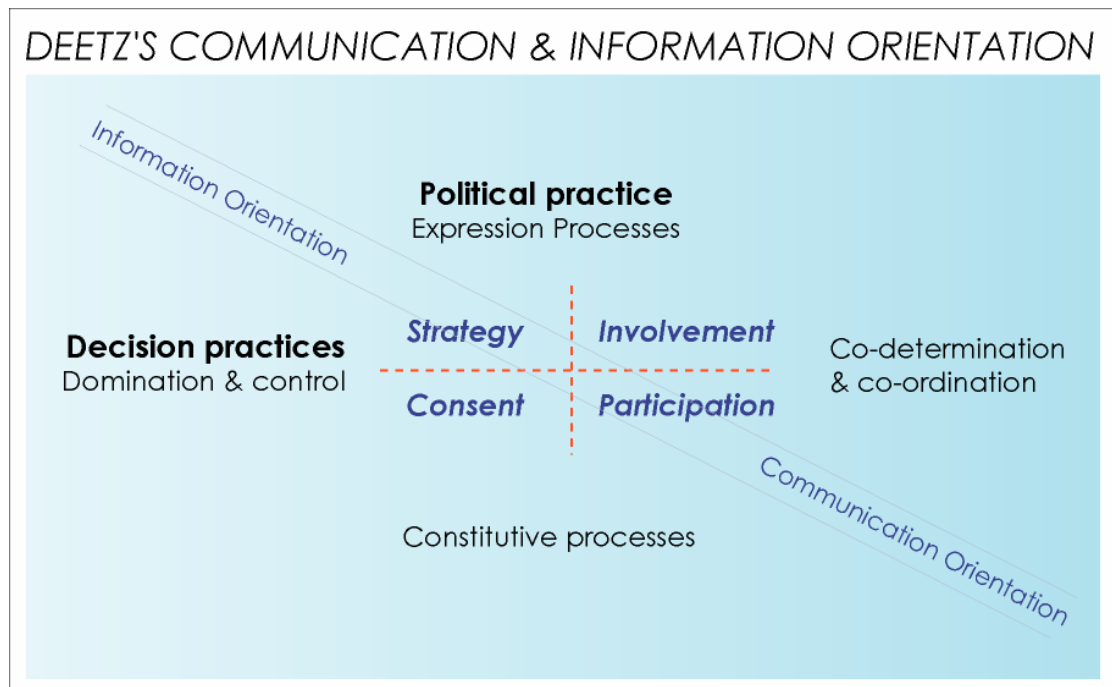 DEETZ'S COMMUNICATION & INFORMATION ORIENTATION
Information Orientation
Political practice
Expression Processes
Strategy
Involvement
Decision practices
Domination & control
Co-determination
& co-ordination
Consent
Participation
Communication Orientation
Constitutive processes